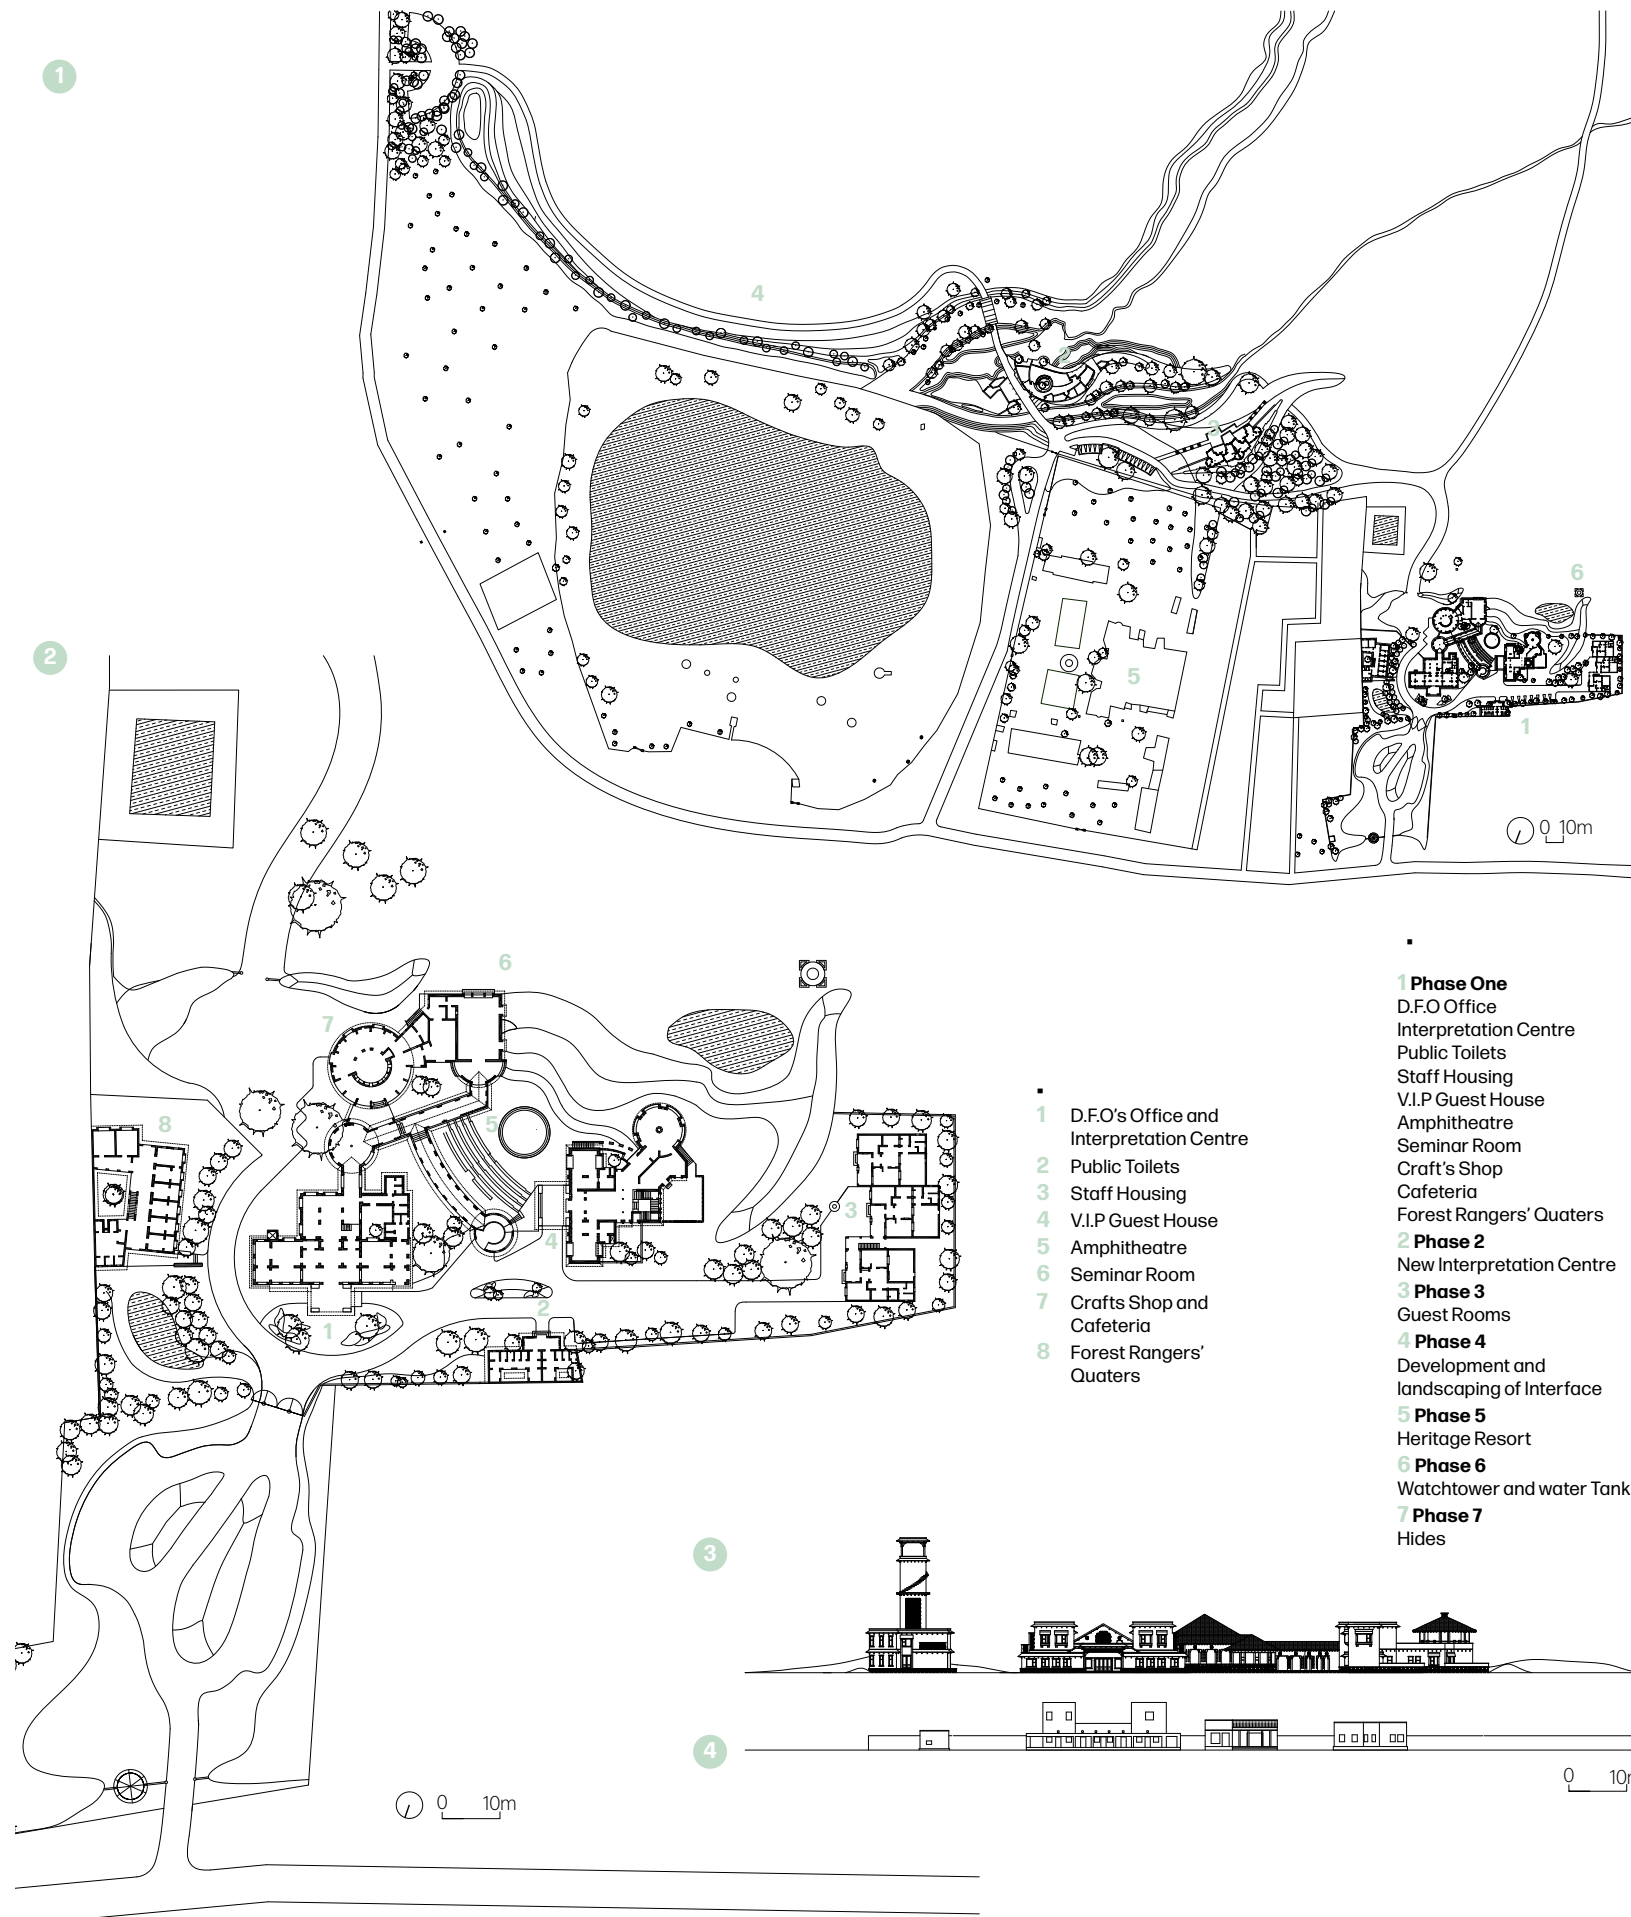 1
4
2
3
6
5
1
0 10m
2
6
7
8
5
3
4
2
1
0 10m
1 D.F.O's Office and
Interpretation Centre
2 Public Toilets
3 Staff Housing
4 V.I.P Guest House
5 Amphitheatre
6 Seminar Room
7 Crafts Shop and
Cafeteria
8 Forest Rangers'
Quaters
1 Phase One
D.F.O Office
Interpretation Centre
Public Toilets
Staff Housing
V.I.P Guest House
Amphitheatre
Seminar Room
Craft's Shop
Cafeteria
Forest Rangers' Quaters
2 Phase 2
New Interpretation Centre
3 Phase 3
Guest Rooms
4 Phase 4
Development and
landscaping of Interface
5 Phase 5
Heritage Resort
6 Phase 6
Watchtower and water Tank
7 Phase 7
Hides
3
4
0 10m